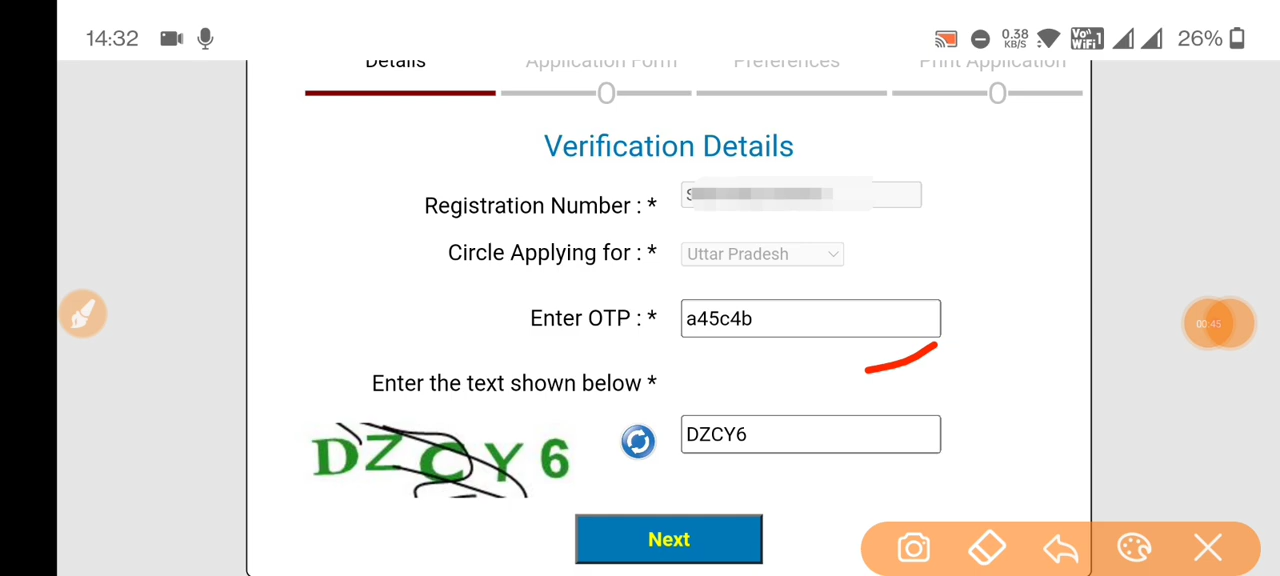 14:32 0.38 KB/S Vo)) WiFi 1 26%
Details Application Form Preferences Print Application
Verification Details
Registration Number : * S
Circle Applying for : * Uttar Pradesh
Enter OTP : * a45c4b
00:45
Enter the text shown below *
DZCY6 DZCY6
Next